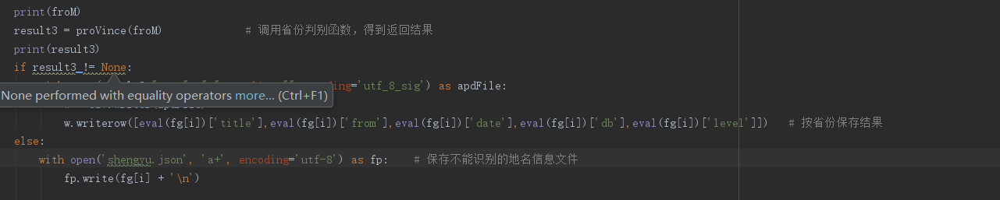 print(froM)
result3 = proVince(froM) # 调用省份判别函数，得到返回结果
print(result3)
if result3 != None:
='utf_8_sig') as apdFile:
None performed with equality operators more... (Ctrl+F1)
w.writerow([eval(fg[i])['title'],eval(fg[i])['from'],eval(fg[i])['date'],eval(fg[i])['db'],eval(fg[i])['level']]) # 按省份保存结果
else:
with open('shengyu.json', 'a+', encoding='utf-8') as fp: # 保存不能识别的地名信息文件
fp.write(fg[i] + '\n')